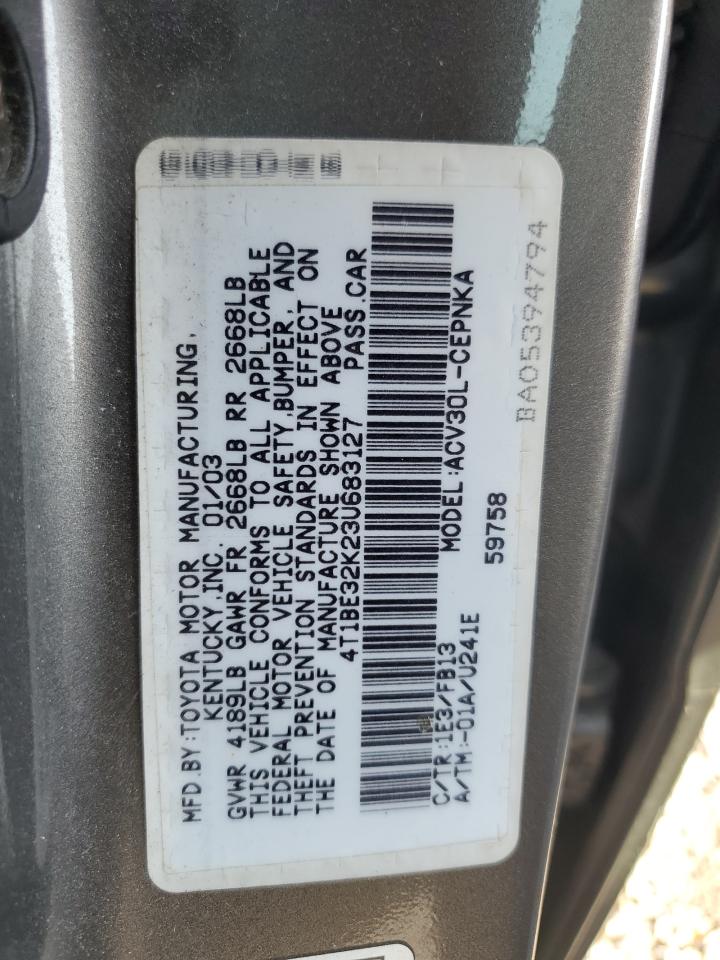 MFD.BY:TOYOTA MOTOR MANUFACTURING,
KENTUCKY,INC. 01/03
GVWR 4189LB GAWR FR 2668LB RR 2668LB
THIS VEHICLE CONFORMS TO ALL APPLICABLE
FEDERAL MOTOR VEHICLE SAFETY,BUMPER, AND
THEFT PREVENTION STANDARDS IN EFFECT ON
THE DATE OF MANUFACTURE SHOWN ABOVE
4T1BE32K23U683127 PASS.CAR
C/TR:1E3/FB13 MODEL:ACV30L-CEPNKA
A/TM:-01A/U241E 59758
BA05394794